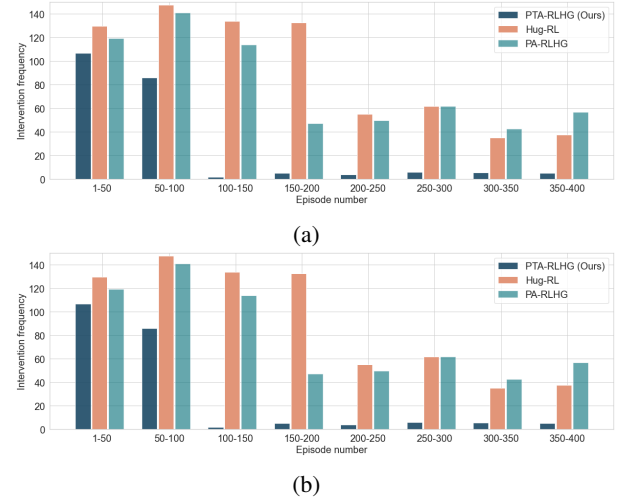 140
120
100
80
60
40
20
0
Intervention frequency
PTA-RLHG (Ours)
Hug-RL
PA-RLHG
1-50 50-100 100-150 150-200 200-250 250-300 300-350 350-400
Episode number
(a)
140
120
100
80
60
40
20
0
Intervention frequency
PTA-RLHG (Ours)
Hug-RL
PA-RLHG
1-50 50-100 100-150 150-200 200-250 250-300 300-350 350-400
Episode number
(b)